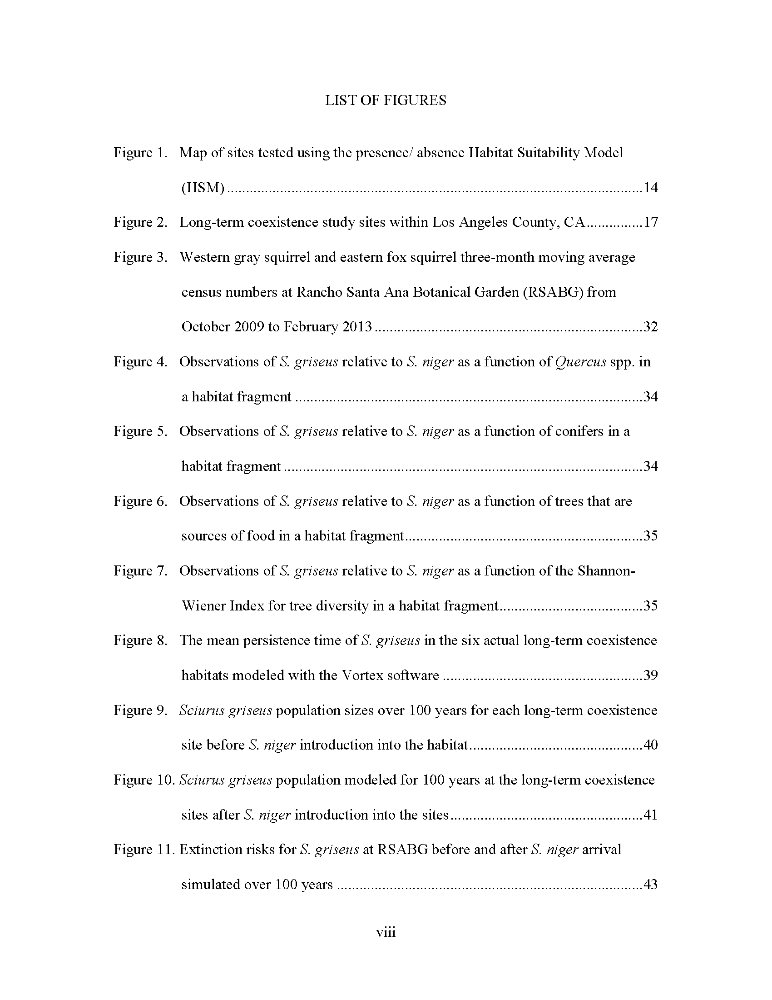 LIST OF FIGURES
Figure 1. Map of sites tested using the presence/ absence Habitat Suitability Model
(HSM)..............................................................................................................14
Figure 2. Long-term coexistence study sites within Los Angeles County, CA...............17
Figure 3. Western gray squirrel and eastern fox squirrel three-month moving average
census numbers at Rancho Santa Ana Botanical Garden (RSABG) from
October 2009 to February 2013.......................................................................32
Figure 4. Observations of S. griseus relative to S. niger as a function of Quercus spp. in
a habitat fragment ............................................................................................34
Figure 5. Observations of S. griseus relative to S. niger as a function of conifers in a
habitat fragment ...............................................................................................34
Figure 6. Observations of S. griseus relative to S. niger as a function of trees that are
sources of food in a habitat fragment...............................................................35
Figure 7. Observations of S. griseus relative to S. niger as a function of the Shannon-
Wiener Index for tree diversity in a habitat fragment......................................35
Figure 8. The mean persistence time of S. griseus in the six actual long-term coexistence
habitats modeled with the Vortex software .....................................................39
Figure 9. Sciurus griseus population sizes over 100 years for each long-term coexistence
site before S. niger introduction into the habitat..............................................40
Figure 10. Sciurus griseus population modeled for 100 years at the long-term coexistence
sites after S. niger introduction into the sites...................................................41
Figure 11. Extinction risks for S. griseus at RSABG before and after S. niger arrival
simulated over 100 years .................................................................................43
viii